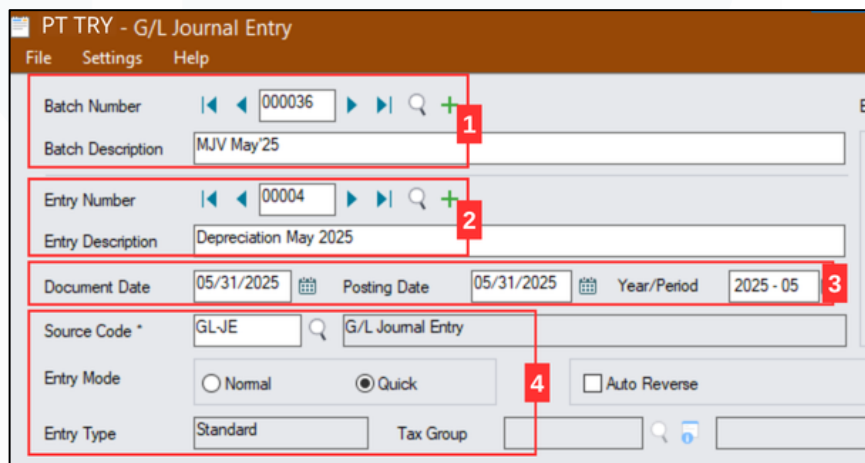 PT TRY - G/L Journal Entry
File Settings Help
Batch Number 000036
1
Batch Description MJV May'25
Entry Number 00004
2
Entry Description Depreciation May 2025
Document Date 05/31/2025 Posting Date 05/31/2025 Year/Period 2025 - 05
3
Source Code * GL-JE G/L Journal Entry
Entry Mode Normal Quick 4 Auto Reverse
Entry Type Standard Tax Group